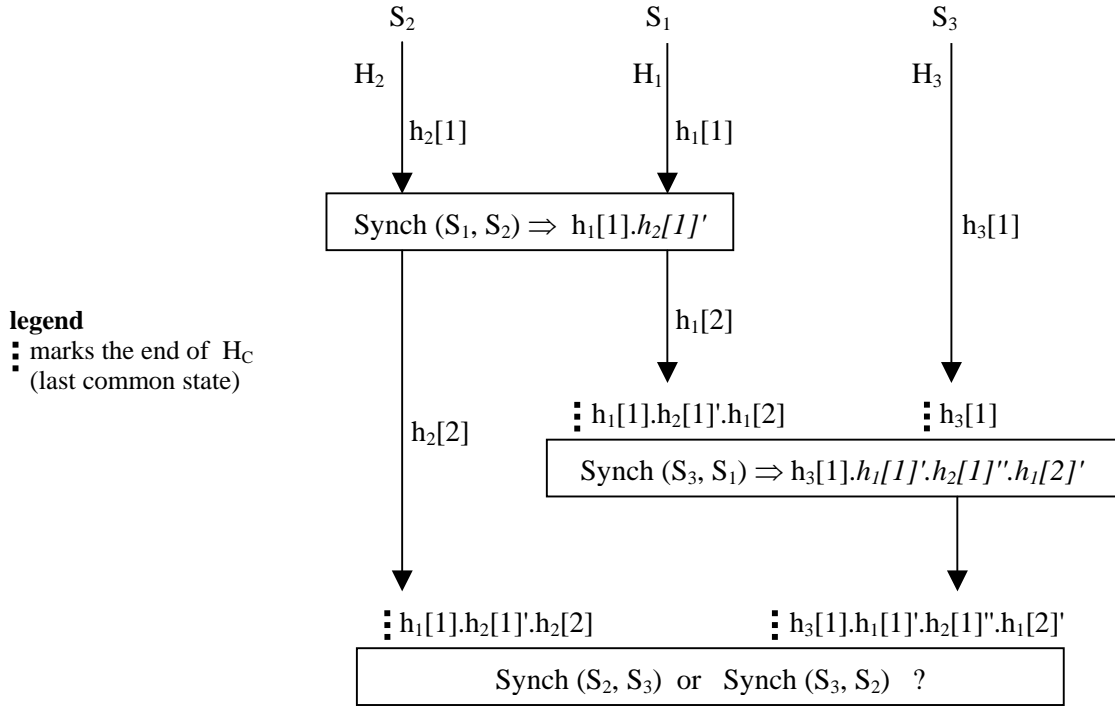 S₂ S₁ S₃
H₂ H₁ H₃
h₂[1] h₁[1]
Synch (S₁, S₂) ⇒ h₁[1].h₂[1]'
h₃[1]
h₁[2]
legend
⋮ marks the end of H_C
(last common state)
h₂[2]
⋮ h₁[1].h₂[1]'.h₁[2] ⋮ h₃[1]
Synch (S₃, S₁) ⇒ h₃[1].h₁[1]'.h₂[1]''.h₁[2]'
⋮ h₁[1].h₂[1]'.h₂[2] ⋮ h₃[1].h₁[1]'.h₂[1]''.h₁[2]'
Synch (S₂, S₃) or Synch (S₃, S₂) ?